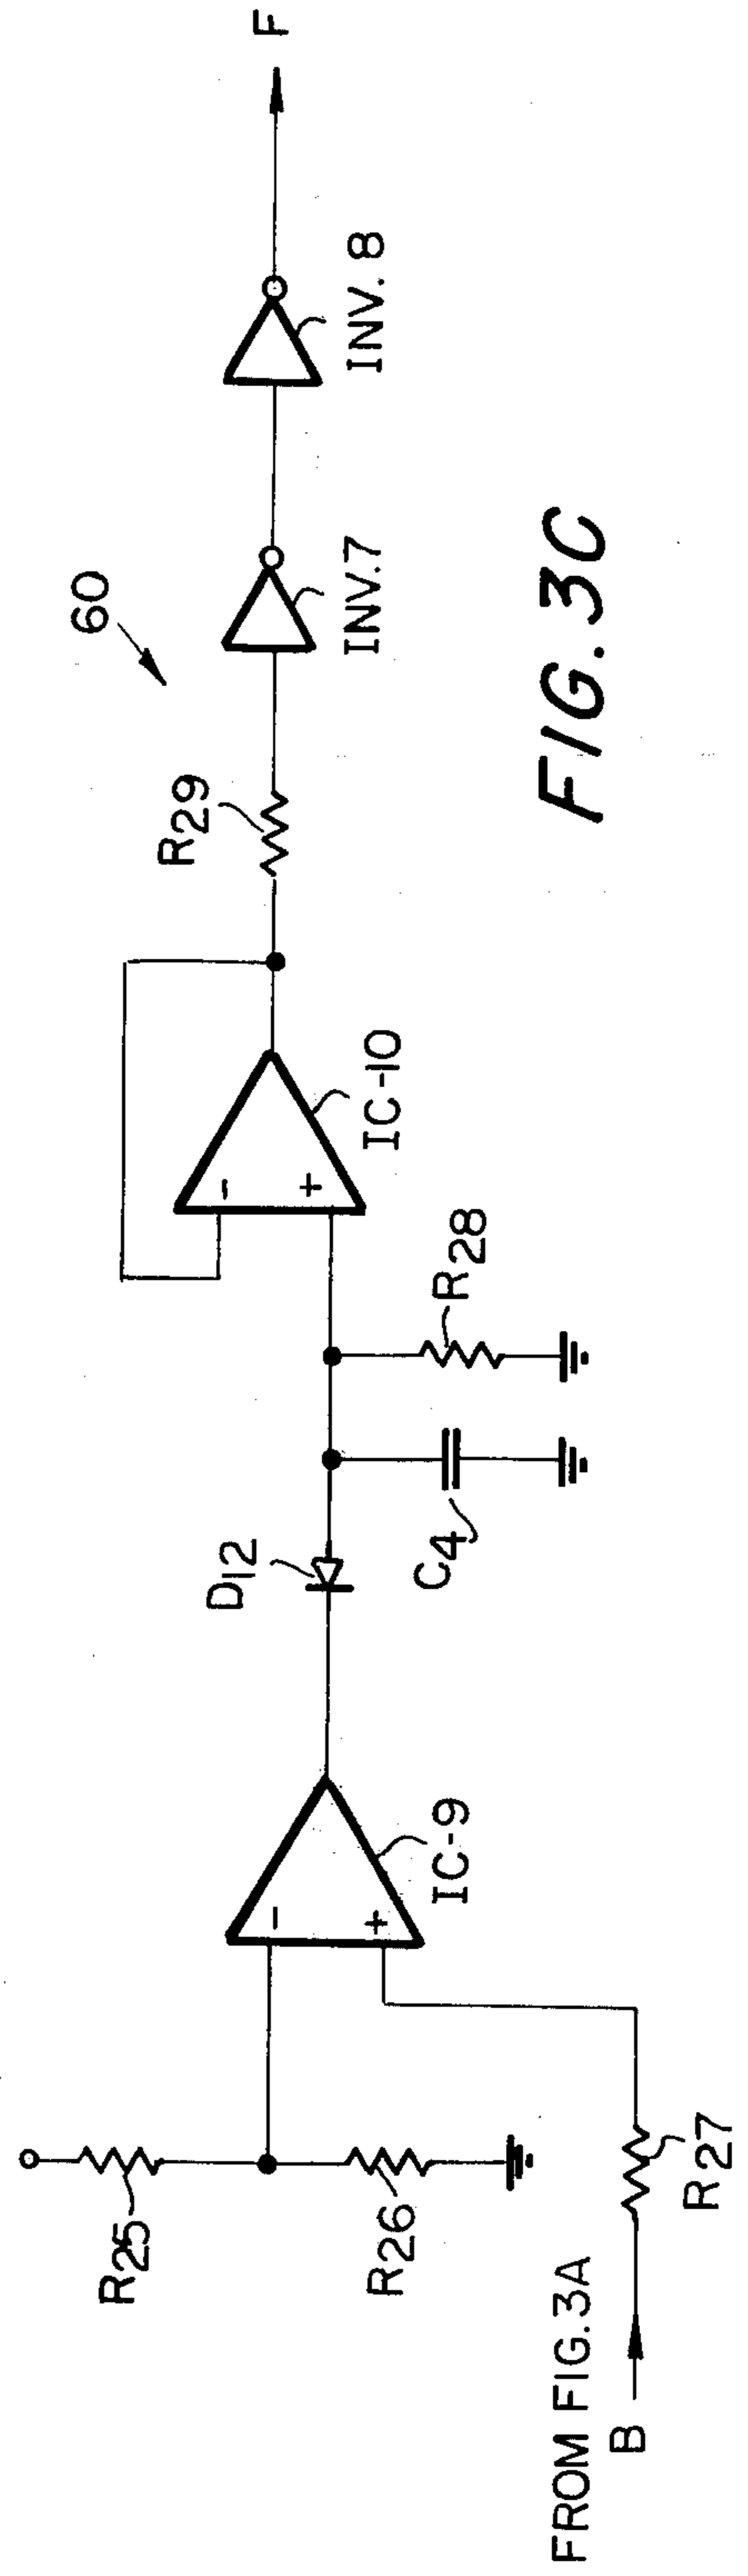 60
F
R25
R26
FROM FIG. 3A
B
R27
-
+
IC-9
D12
C4
R28
-
+
IC-10
R29
INV. 7
INV. 8
FIG. 3C